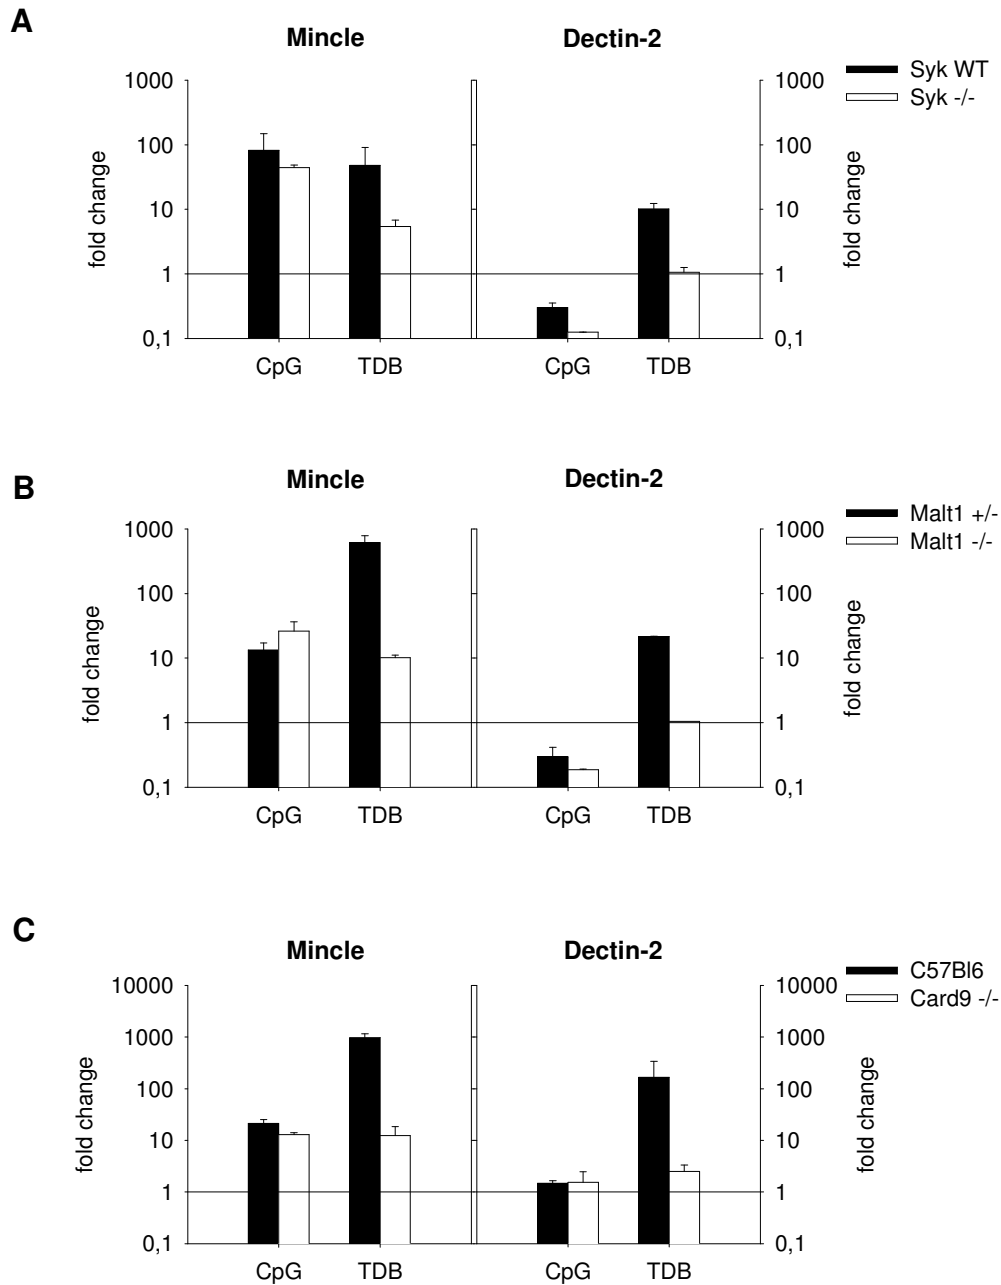 A
Mincle
Dectin-2
Syk WT
Syk -/-
1000
100
10
1
0,1
fold change
1000
100
10
1
0,1
fold change
CpG
TDB
CpG
TDB
B
Mincle
Dectin-2
Malt1 +/-
Malt1 -/-
1000
100
10
1
0,1
fold change
1000
100
10
1
0,1
fold change
CpG
TDB
CpG
TDB
C
Mincle
Dectin-2
C57Bl6
Card9 -/-
10000
1000
100
10
1
0,1
fold change
10000
1000
100
10
1
0,1
fold change
CpG
TDB
CpG
TDB